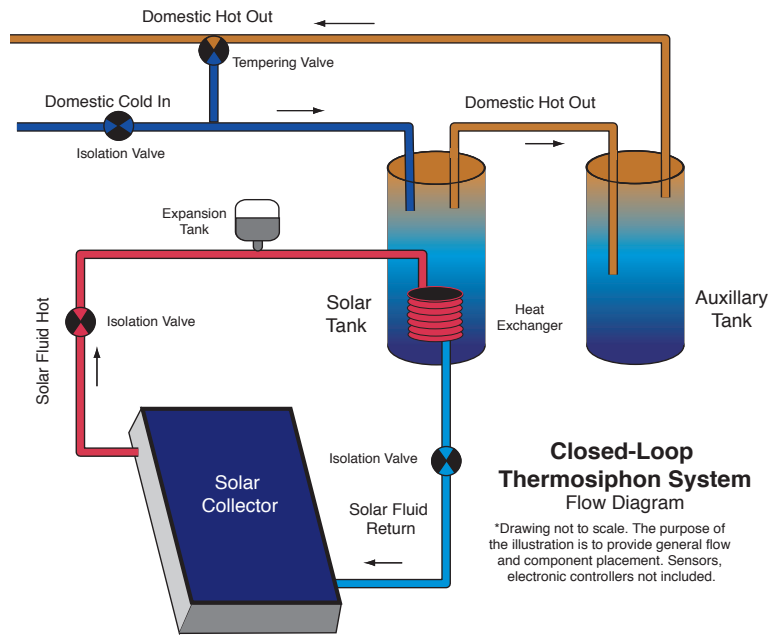 Domestic Hot Out
Tempering Valve
Domestic Cold In
Isolation Valve
Domestic Hot Out
Expansion
Tank
Solar Fluid Hot
Isolation Valve
Solar
Tank
Heat
Exchanger
Auxillary
Tank
Solar
Collector
Isolation Valve
Solar Fluid
Return
Closed-Loop
Thermosiphon System
Flow Diagram
*Drawing not to scale. The purpose of
the illustration is to provide general flow
and component placement. Sensors,
electronic controllers not included.